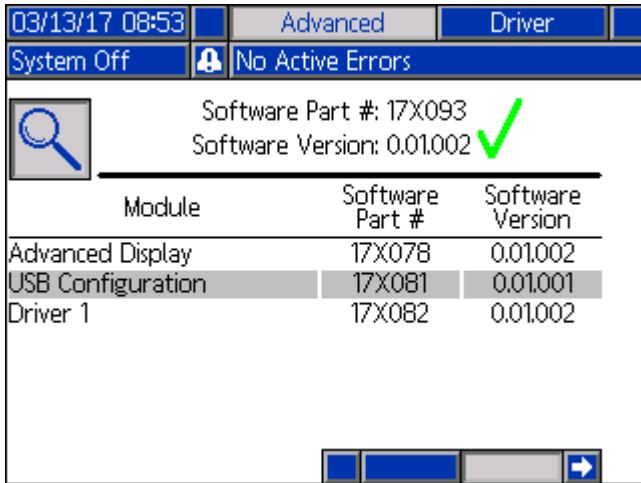 03/13/17 08:53 Advanced Driver
System Off No Active Errors
Software Part #: 17X093
Software Version: 0.01.002
Module Software Part # Software Version
Advanced Display 17X078 0.01.002
USB Configuration 17X081 0.01.001
Driver 1 17X082 0.01.002